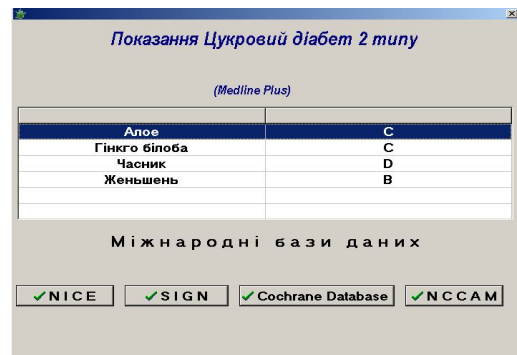 Показання Цукровий діабет 2 типу
(Medline Plus)
Алое C
Гінкго білоба C
Часник D
Женьшень B
Міжнародні бази даних
NICE SIGN Cochrane Database NCCAM